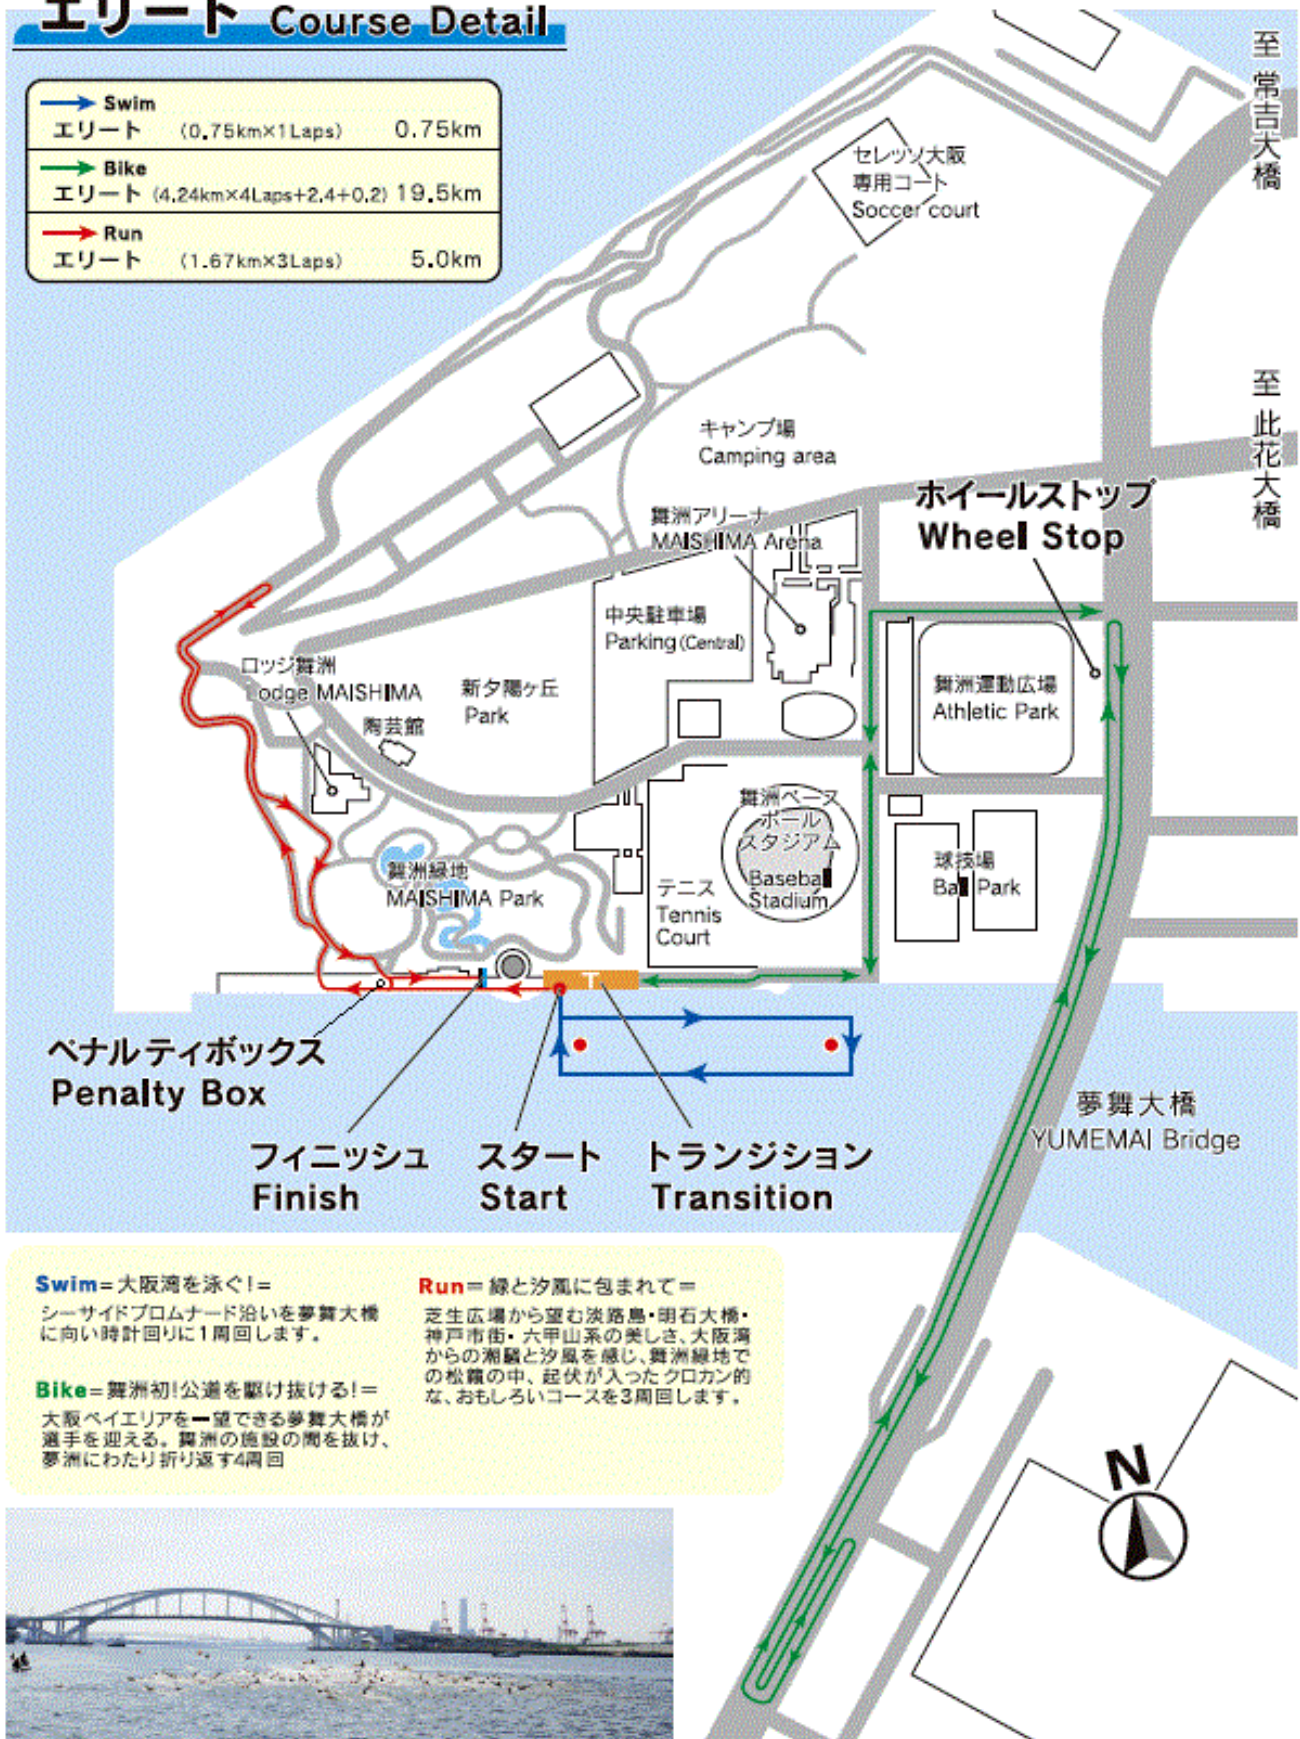 エリート Course Detail
Swim
エリート (0.75km×1Laps) 0.75km
Bike
エリート (4.24km×4Laps+2.4+0.2) 19.5km
Run
エリート (1.67km×3Laps) 5.0km
至 常吉大橋
セレッソ大阪
専用コート
Soccer court
至 此花大橋
キャンプ場
Camping area
ホイールストップ
Wheel Stop
舞洲アリーナ
MAISHIMA Arena
中央駐車場
Parking (Central)
ロッジ舞洲
Lodge MAISHIMA
新夕陽ヶ丘
Park
陶芸館
舞洲運動広場
Athletic Park
舞洲ベース
ボール
スタジアム
Baseball
Stadium
球技場
Ball Park
舞洲緑地
MAISHIMA Park
テニス
Tennis
Court
T
ペナルティボックス
Penalty Box
フィニッシュ
Finish
スタート
Start
トランジション
Transition
夢舞大橋
YUMEMAI Bridge
Swim=大阪湾を泳ぐ!=
シーサイドプロムナード沿いを夢舞大橋
に向い時計回りに1周回します。
Bike=舞洲初!公道を駆け抜ける!=
大阪ベイエリアを一望できる夢舞大橋が
選手を迎える。舞洲の施設の間を抜け、
夢洲にわたり折り返す4周回
Run=緑と汐風に包まれて=
芝生広場から望む淡路島・明石大橋・
神戸市街・六甲山系の美しさ、大阪湾
からの潮騒と汐風を感じ、舞洲緑地で
の松籟の中、起伏が入ったクロカン的
な、おもしろいコースを3周回します。
N